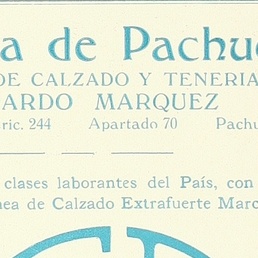 a de Pachu
DE CALZADO Y TENERIA
ARDO MARQUEZ
ric. 244 Apartado 70 Pachu
clases laborantes del País, con
nea de Calzado Extrafuerte Marc